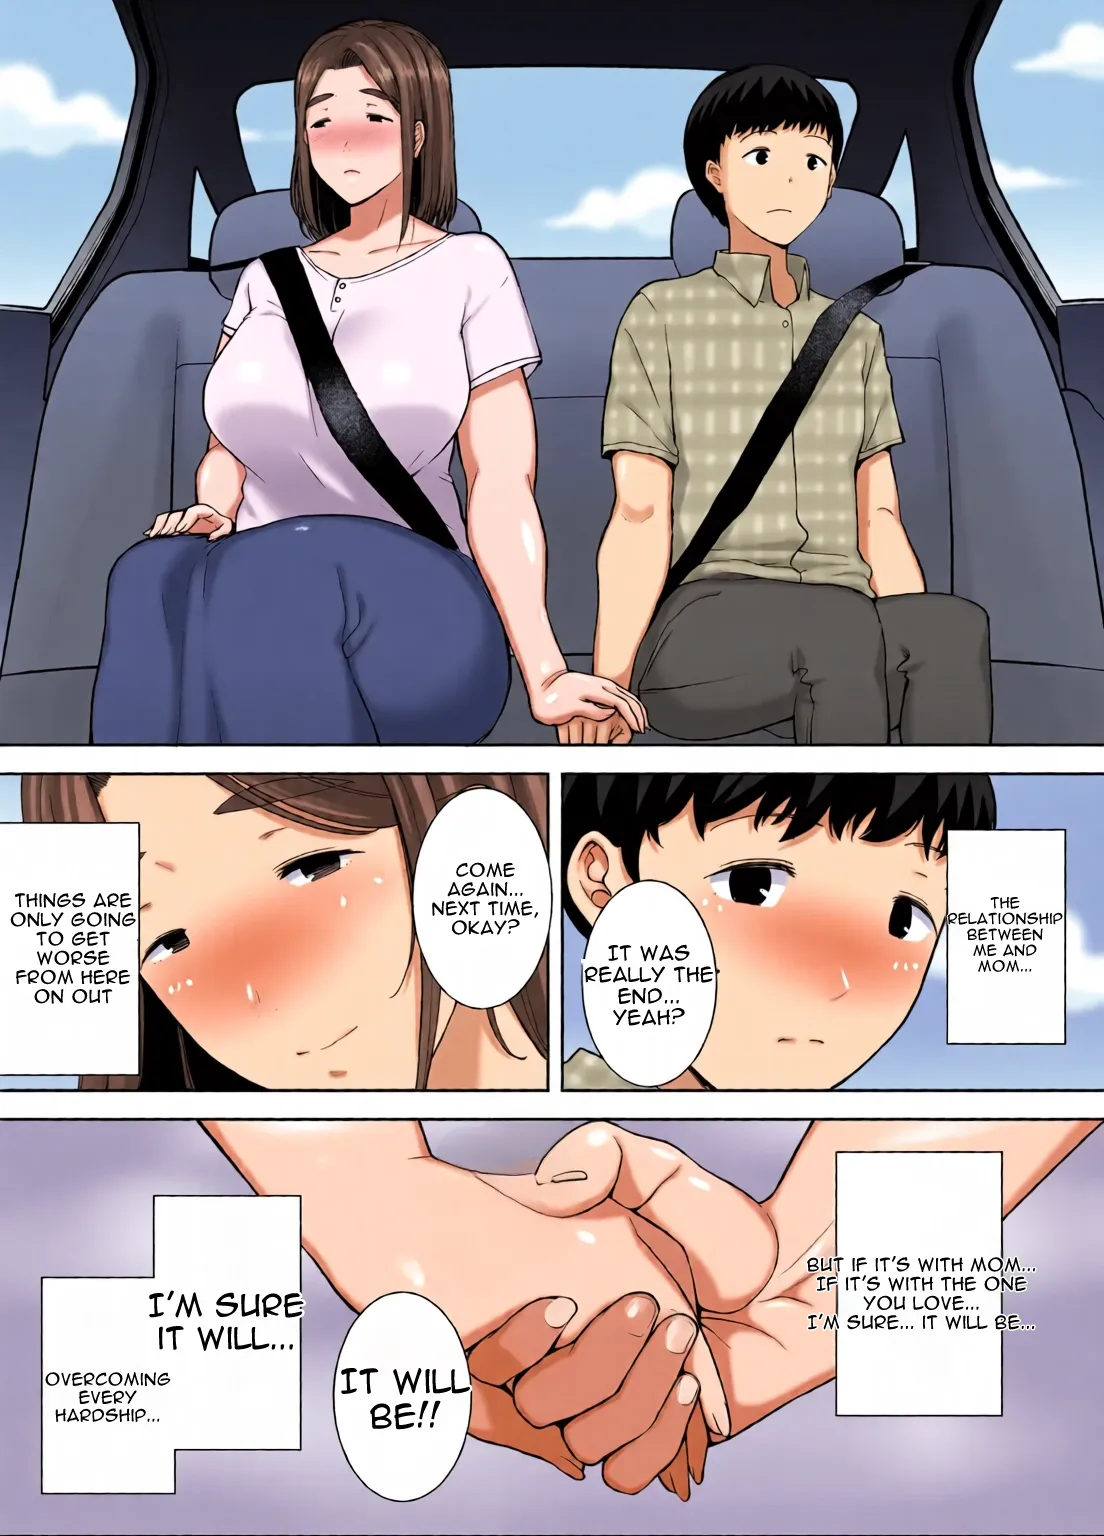 THE
RELATIONSHIP
BETWEEN
ME AND
MOM...
IT WAS
REALLY THE
END...
YEAH?
COME
AGAIN...
NEXT TIME,
OKAY?
THINGS ARE
ONLY GOING
TO GET
WORSE
FROM HERE
ON OUT
BUT IF IT'S WITH MOM...
IF IT'S WITH THE ONE
YOU LOVE...
I'M SURE... IT WILL BE...
IT WILL
BE!!
I'M SURE
IT WILL...
OVERCOMING
EVERY
HARDSHIP...